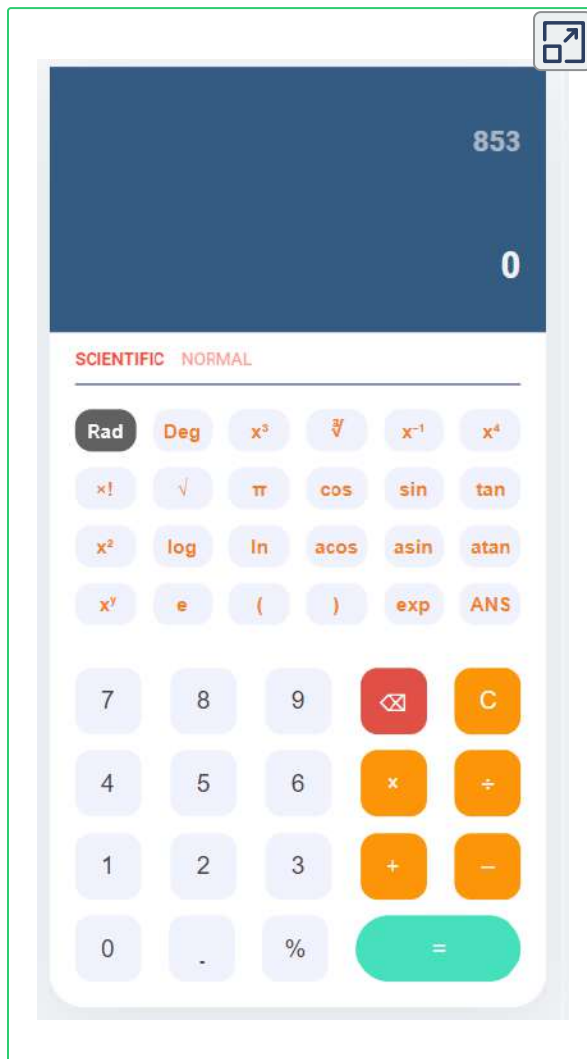 853
0
SCIENTIFIC NORMAL
Rad Deg x³ ∛ x⁻¹ x⁴
×! √ π cos sin tan
x² log ln acos asin atan
xʸ e ( ) exp ANS
7 8 9 ⌫ C
4 5 6 × ÷
1 2 3 + −
0 . % =